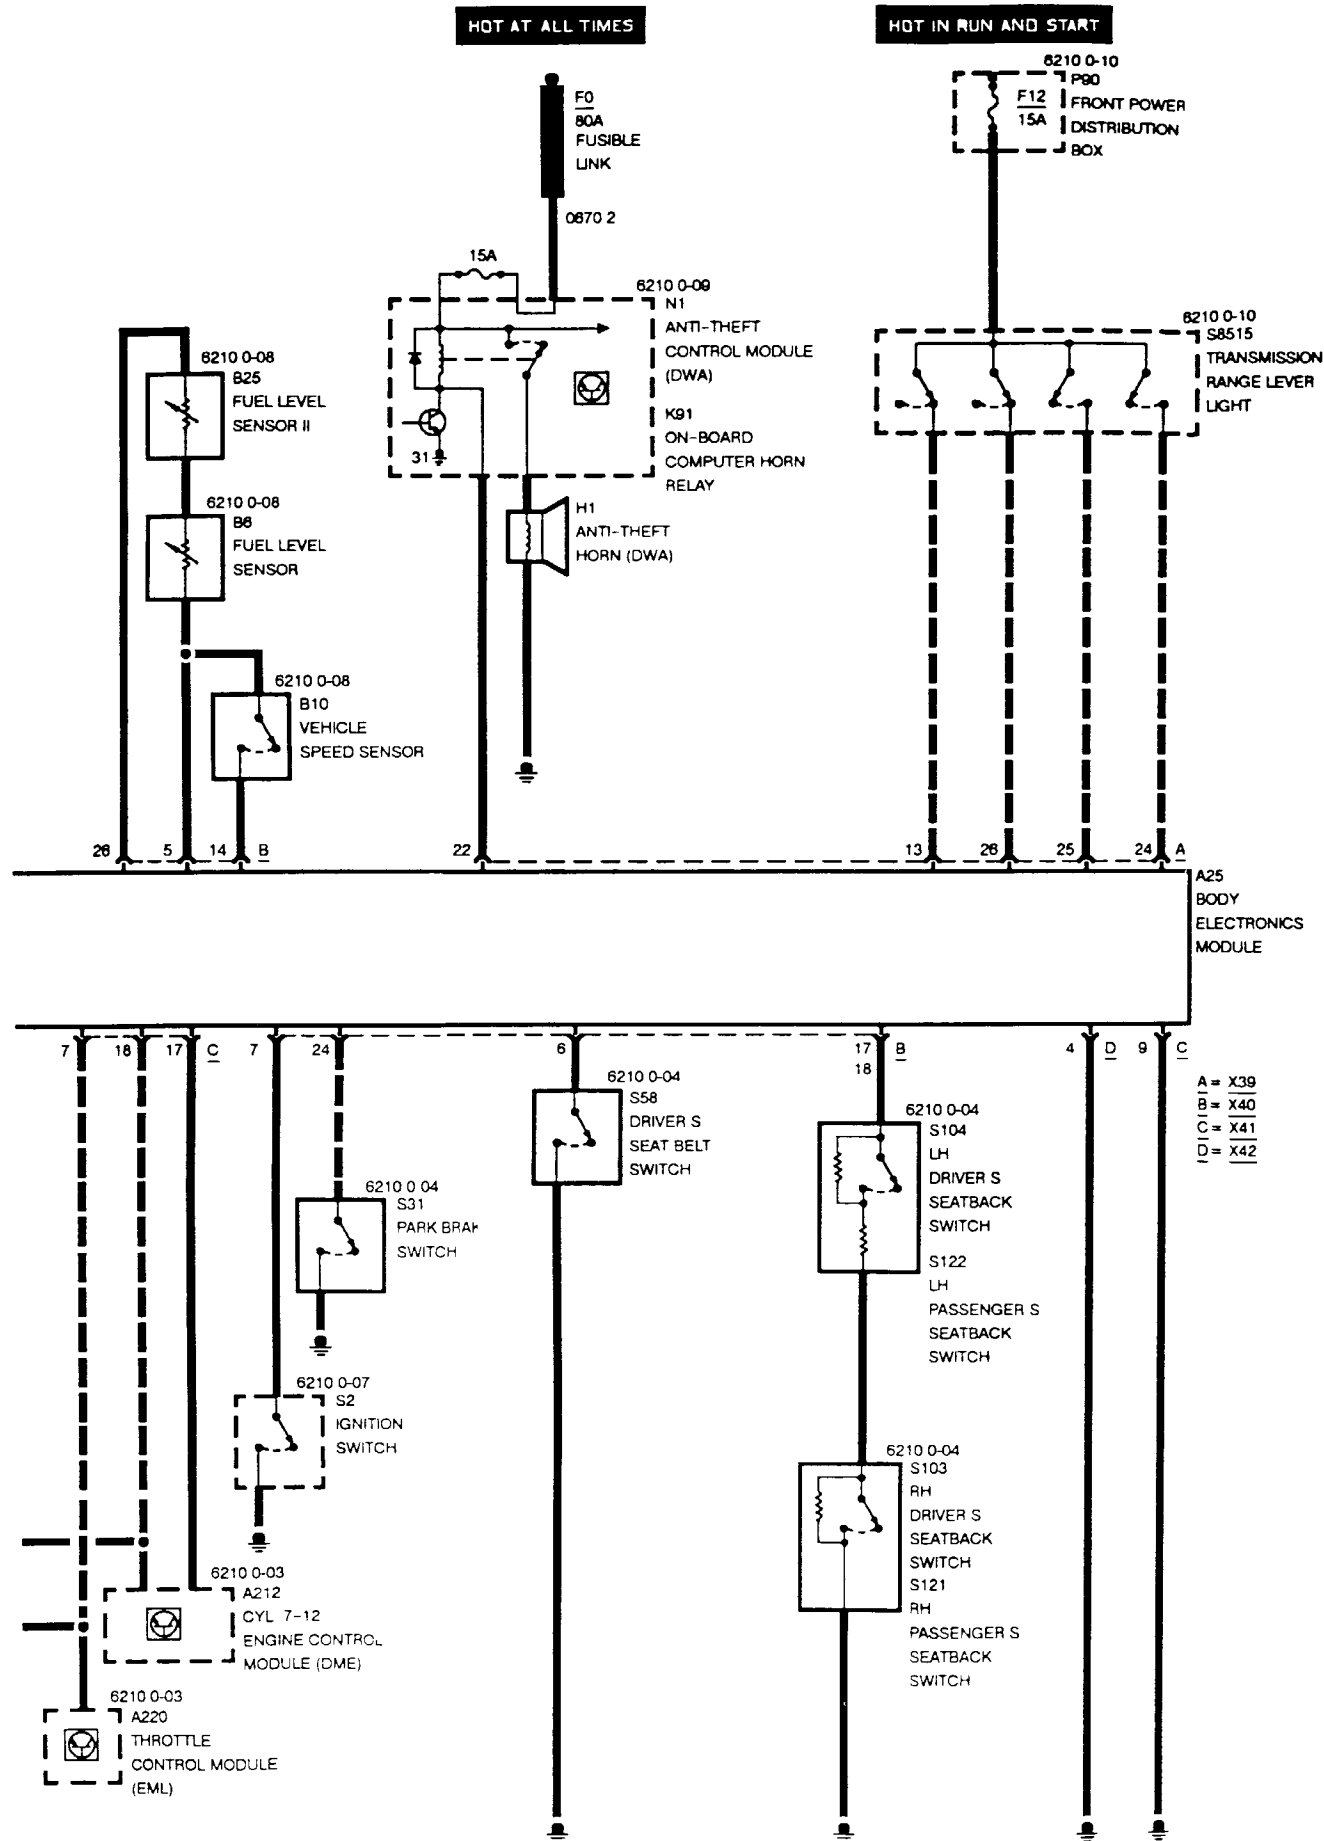 HOT AT ALL TIMES
HOT IN RUN AND START
F0
80A
FUSIBLE
LINK
0670 2
6210 0-10
P90
FRONT POWER
DISTRIBUTION
BOX
F12
15A
15A
6210 0-09
N1
ANTI-THEFT
CONTROL MODULE
(DWA)
K91
ON-BOARD
COMPUTER HORN
RELAY
31
H1
ANTI-THEFT
HORN (DWA)
6210 0-10
S8515
TRANSMISSION
RANGE LEVER
LIGHT
6210 0-08
B25
FUEL LEVEL
SENSOR II
6210 0-08
B6
FUEL LEVEL
SENSOR
6210 0-08
B10
VEHICLE
SPEED SENSOR
26 5 14 B 22 13 26 25 24 A
A25
BODY
ELECTRONICS
MODULE
7 18 17 C 7 24 6 17 B 4 D 9 C
18
A = X39
B = X40
C = X41
D = X42
6210 0-04
S58
DRIVER S
SEAT BELT
SWITCH
6210 0-04
S104
LH
DRIVER S
SEATBACK
SWITCH
S122
LH
PASSENGER S
SEATBACK
SWITCH
6210 0 04
S31
PARK BRAK
SWITCH
6210 0-07
S2
IGNITION
SWITCH
6210 0-04
S103
RH
DRIVER S
SEATBACK
SWITCH
S121
RH
PASSENGER S
SEATBACK
SWITCH
6210 0-03
A212
CYL 7-12
ENGINE CONTROL
MODULE (DME)
6210 0-03
A220
THROTTLE
CONTROL MODULE
(EML)